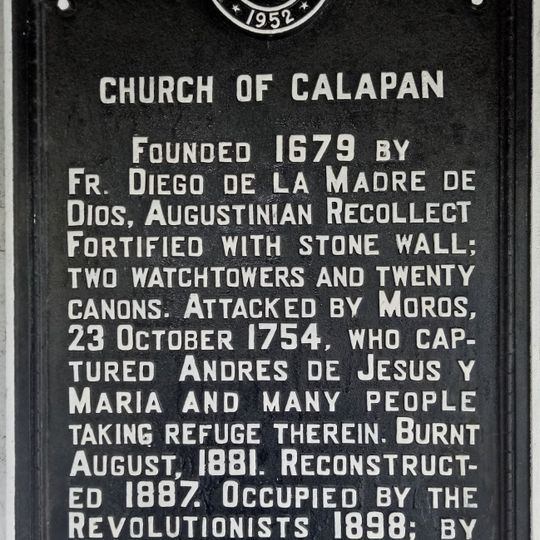 1952
CHURCH OF CALAPAN
FOUNDED 1679 BY
FR. DIEGO DE LA MADRE DE
DIOS, AUGUSTINIAN RECOLLECT
FORTIFIED WITH STONE WALL;
TWO WATCHTOWERS AND TWENTY
CANONS. ATTACKED BY MOROS,
23 OCTOBER 1754, WHO CAP-
TURED ANDRES DE JESUS Y
MARIA AND MANY PEOPLE
TAKING REFUGE THEREIN. BURNT
AUGUST, 1881. RECONSTRUCT-
ED 1887. OCCUPIED BY THE
REVOLUTIONISTS 1898; BY